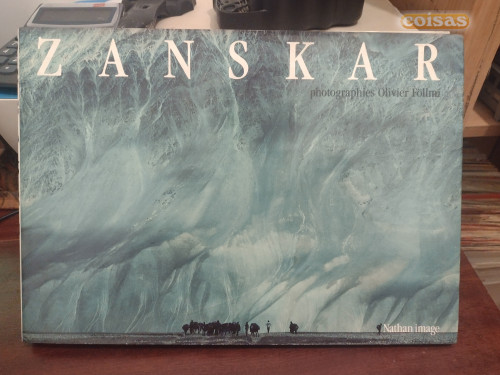 coisas
ZANSKAR
photographies Olivier Föllmi
Nathan image